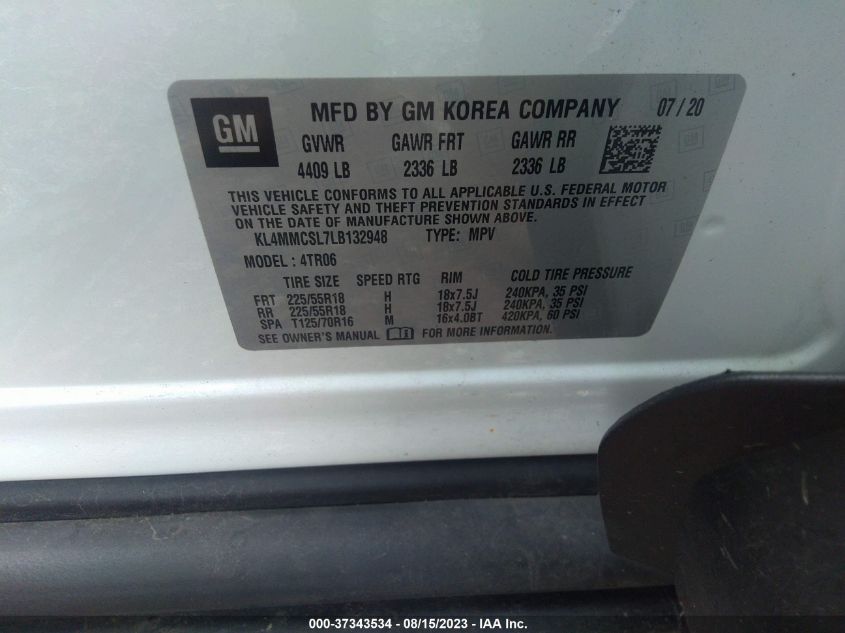 GM
MFD BY GM KOREA COMPANY 07 / 20
GVWR GAWR FRT GAWR RR
4409 LB 2336 LB 2336 LB
THIS VEHICLE CONFORMS TO ALL APPLICABLE U.S. FEDERAL MOTOR
VEHICLE SAFETY AND THEFT PREVENTION STANDARDS IN EFFECT
ON THE DATE OF MANUFACTURE SHOWN ABOVE.
KL4MMCSL7LB132948 TYPE: MPV
MODEL : 4TR06
TIRE SIZE SPEED RTG RIM COLD TIRE PRESSURE
FRT 225/55R18 H 18x7.5J 240KPA, 35 PSI
RR 225/55R18 H 18x7.5J 240KPA, 35 PSI
SPA T125/70R16 M 16x4.0BT 420KPA, 60 PSI
SEE OWNER'S MANUAL FOR MORE INFORMATION.
000-37343534 - 08/15/2023 - IAA Inc.